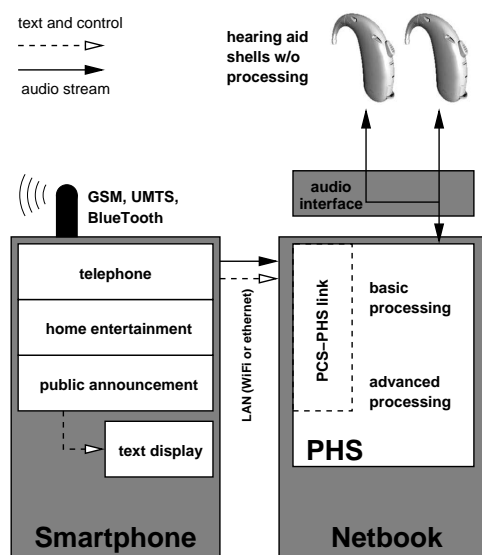 text and control
audio stream
hearing aid
shells w/o
processing
GSM, UMTS,
BlueTooth
audio
interface
telephone
home entertainment
public announcement
text display
Smartphone
LAN (WiFi or ethernet)
PCS–PHS link
basic
processing
advanced
processing
PHS
Netbook